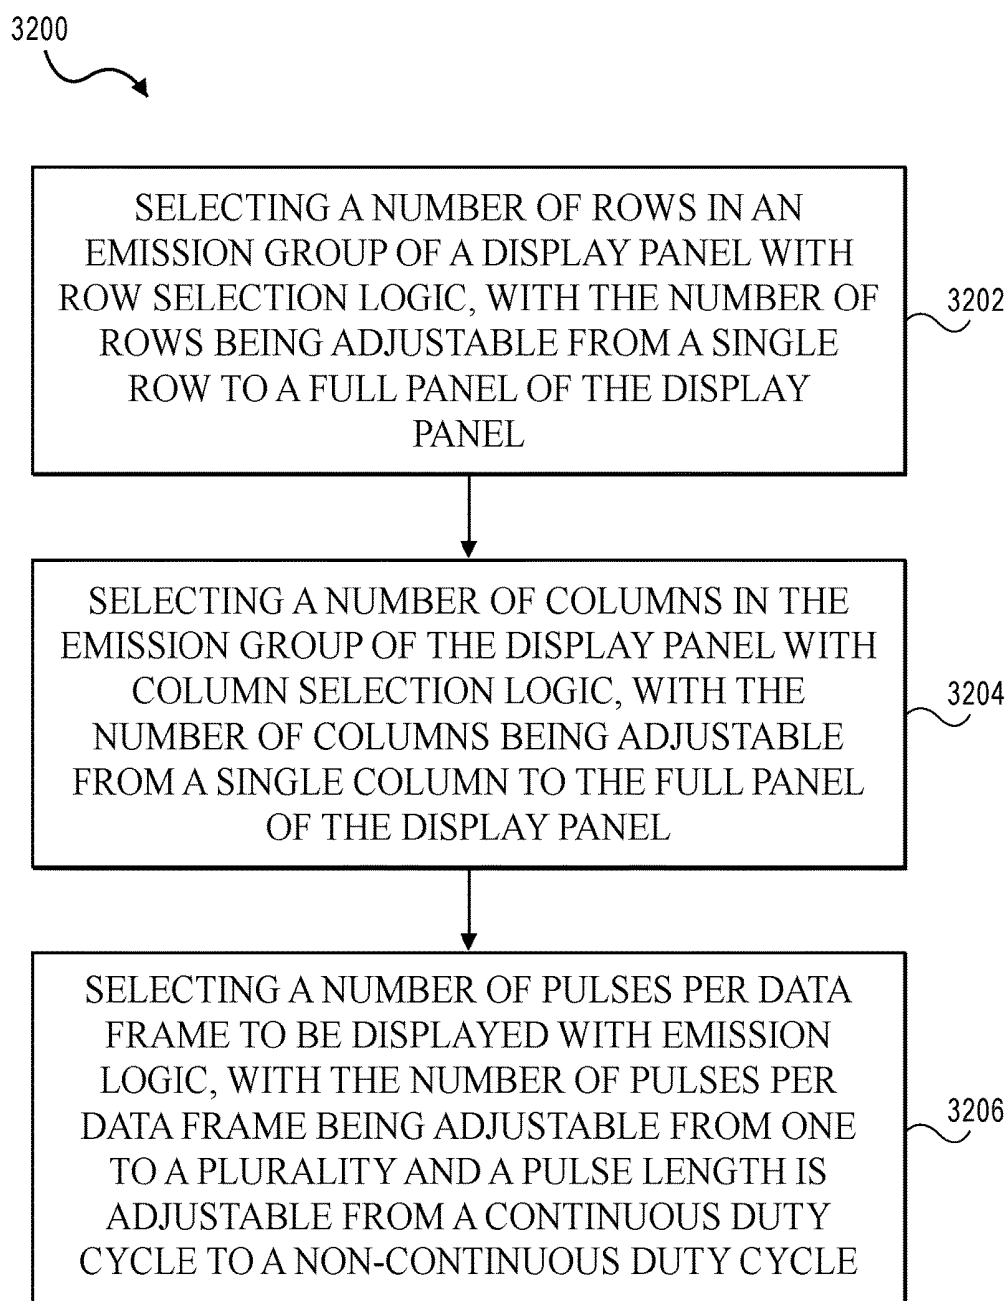 3200
SELECTING A NUMBER OF ROWS IN AN
EMISSION GROUP OF A DISPLAY PANEL WITH
ROW SELECTION LOGIC, WITH THE NUMBER OF
ROWS BEING ADJUSTABLE FROM A SINGLE
ROW TO A FULL PANEL OF THE DISPLAY
PANEL
3202
SELECTING A NUMBER OF COLUMNS IN THE
EMISSION GROUP OF THE DISPLAY PANEL WITH
COLUMN SELECTION LOGIC, WITH THE
NUMBER OF COLUMNS BEING ADJUSTABLE
FROM A SINGLE COLUMN TO THE FULL PANEL
OF THE DISPLAY PANEL
3204
SELECTING A NUMBER OF PULSES PER DATA
FRAME TO BE DISPLAYED WITH EMISSION
LOGIC, WITH THE NUMBER OF PULSES PER
DATA FRAME BEING ADJUSTABLE FROM ONE
TO A PLURALITY AND A PULSE LENGTH IS
ADJUSTABLE FROM A CONTINUOUS DUTY
CYCLE TO A NON-CONTINUOUS DUTY CYCLE
3206